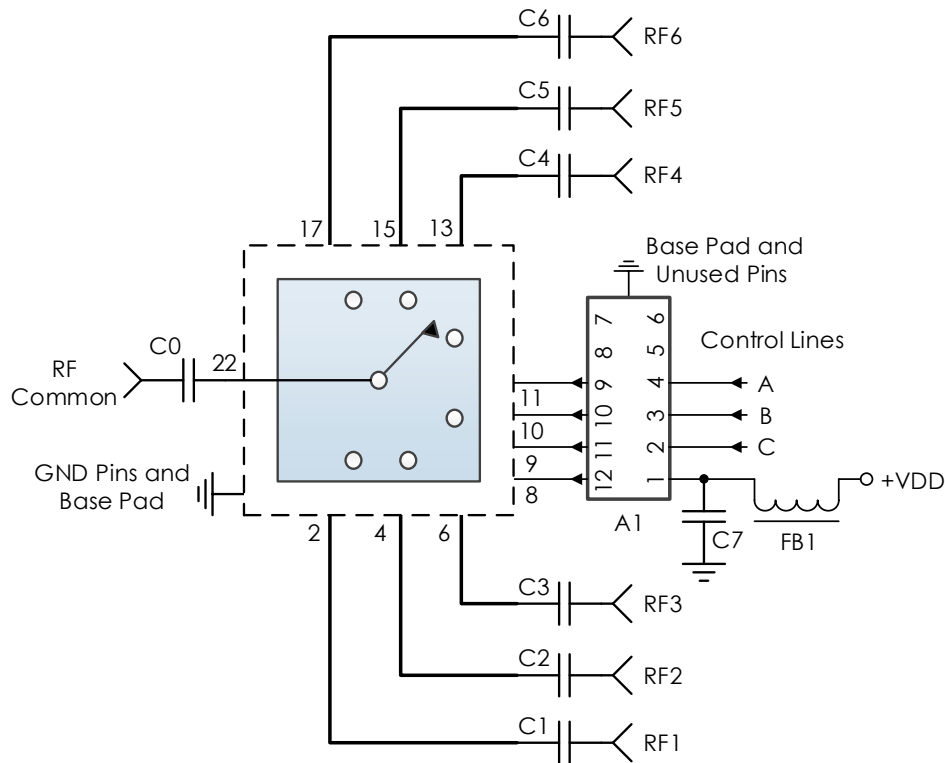 C6
RF6
C5
RF5
C4
RF4
17
15
13
Base Pad and
Unused Pins
7
6
8
5
Control Lines
C0
22
RF
Common
9
4
A
11
10
3
B
10
11
2
C
9
12
1
+VDD
8
GND Pins and
Base Pad
A1
C7
FB1
2
4
6
C3
RF3
C2
RF2
C1
RF1